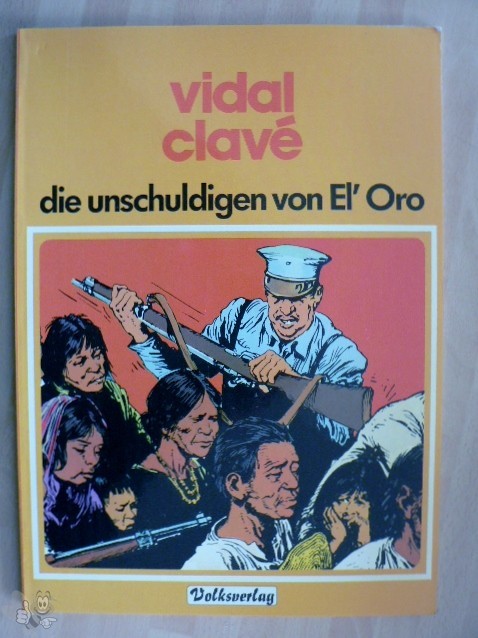 vidal
clavé
die unschuldigen von El' Oro
Volksverlag